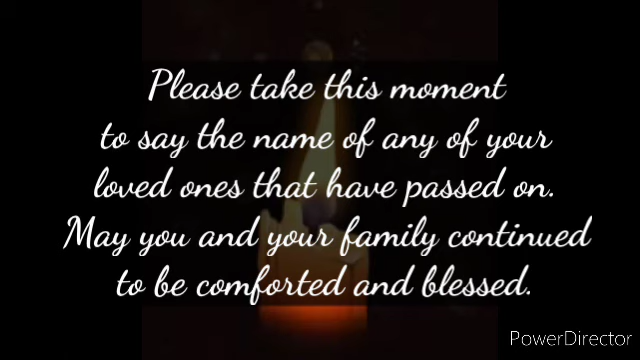 Please take this moment
to say the name of any of your
loved ones that have passed on.
May you and your family continued
to be comforted and blessed.
PowerDirector